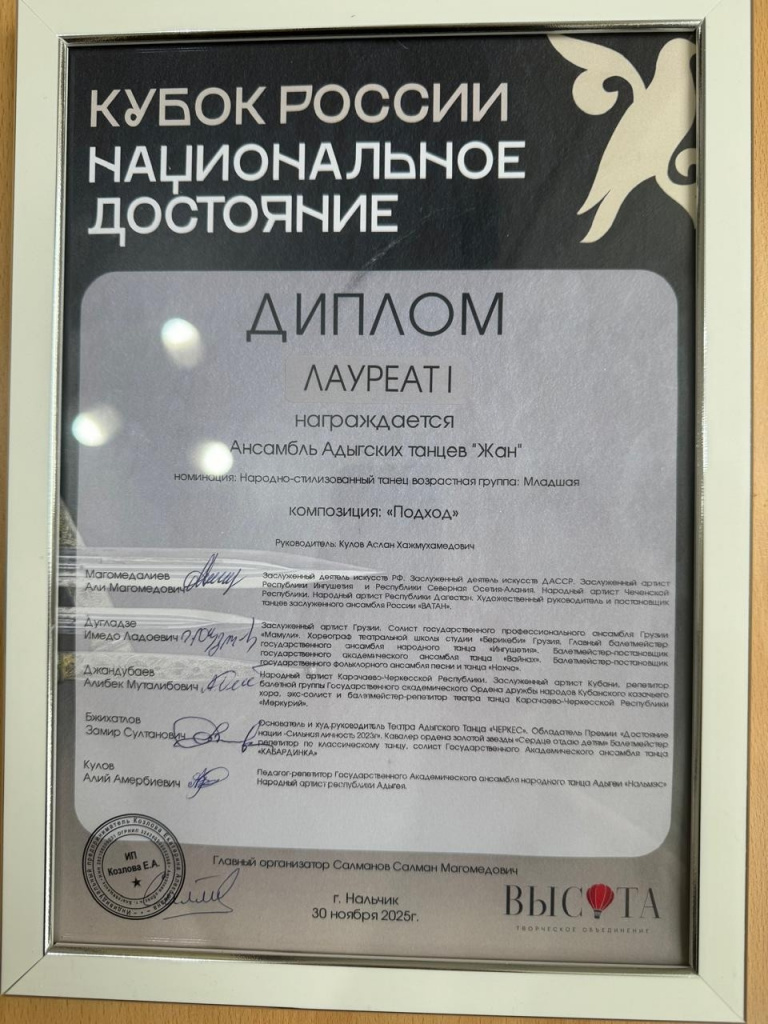 КУБОК РОССИИ
НАЦИОНАЛЬНОЕ
ДОСТОЯНИЕ
ДИПЛОМ
ЛАУРЕАТ I
награждается
Ансамбль Адыгских танцев "Жан"
номинация: Народно-стилизованный танец возрастная группа: Младшая
композиция: «Подход»
Руководитель: Кулов Аслан Хажмухамедович
Магомедалиев
Али Магомедович
Заслуженный деятель искусств РФ. Заслуженный деятель искусств ДАССР. Заслуженный артист
Республики Ингушетия и Республики Северная Осетия-Алания. Народный артист Чеченской
Республики. Народный артист Республики Дагестан. Художественный руководитель и постановщик
танцев заслуженного ансамбля России «ВАТАН».
Дугладзе
Имедо Ладоевич
Заслуженный артист Грузии. Солист государственного профессионального ансамбля Грузии
«Мамули». Хореограф театральной школы студии «Берикеби» Грузия. Главный балетмейстер
государственного ансамбля народного танца «Ингушетия». Балетмейстер-постановщик
государственного академического ансамбля танца «Вайнах». Балетмейстер-постановщик
государственного фольклорного ансамбля песни и танца «Нохчо».
Джандубаев
Алибек Муталибович
Народный артист Карачаево-Черкесской Республики. Заслуженный артист Кубани, репетитор
балетной группы Государственного академического Ордена дружбы народов Кубанского казачьего
хора, экс-солист и балетмейстер-репетитор театра танца Карачаево-Черкесской Республики
«Меркурий».
Бжихатлов
Замир Султанович
Основатель и худ.руководитель Театра Адыгского Танца «ЧЕРКЕС». Обладатель Премии «Достояние
нации -Сильная личность 2023г». Кавалер ордена золотой звезды «Сердце отдаю детям» Балетмейстер
репетитор по классическому танцу, солист Государственного Академического ансамбля танца
«КАБАРДИНКА»
Кулов
Алий Амербиевич
Педагог-репетитор Государственного Академического ансамбля народного танца Адыгеи «Нальмэс»
Народный артист республики Адыгеи.
ИП
Козлова Е.А.
Главный организатор Салманов Салман Магомедович
г. Нальчик
30 ноября 2025г.
ВЫСОТА
ТВОРЧЕСКОЕ ОБЪЕДИНЕНИЕ